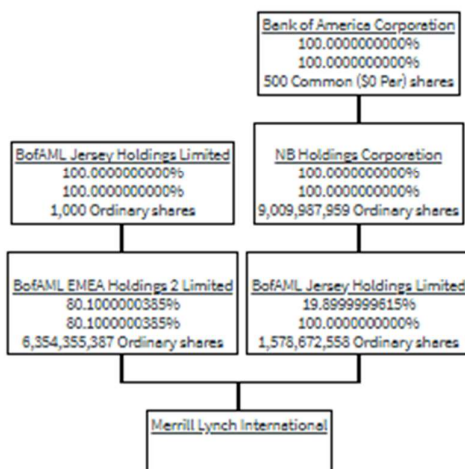 Bank of America Corporation
100.0000000000%
100.0000000000%
500 Common ($0 Par) shares
BofAML Jersey Holdings Limited
100.0000000000%
100.0000000000%
1,000 Ordinary shares
NB Holdings Corporation
100.0000000000%
100.0000000000%
9,009,987,959 Ordinary shares
BofAML EMEA Holdings 2 Limited
80.1000000385%
80.1000000385%
6,354,355,387 Ordinary shares
BofAML Jersey Holdings Limited
19.8999999615%
100.0000000000%
1,578,672,558 Ordinary shares
Merrill Lynch International